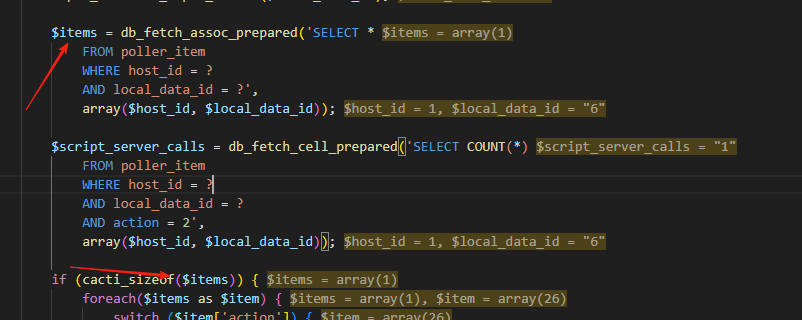 $items = db_fetch_assoc_prepared('SELECT * $items = array(1)
FROM poller_item
WHERE host_id = ?
AND local_data_id = ?',
array($host_id, $local_data_id)); $host_id = 1, $local_data_id = "6"
$script_server_calls = db_fetch_cell_prepared('SELECT COUNT(*) $script_server_calls = "1"
FROM poller_item
WHERE host_id = ?
AND local_data_id = ?
AND action = 2',
array($host_id, $local_data_id)); $host_id = 1, $local_data_id = "6"
if (cacti_sizeof($items)) { $items = array(1)
foreach($items as $item) { $items = array(1), $item = array(26)
switch ($item['action']) { $item = array(26)